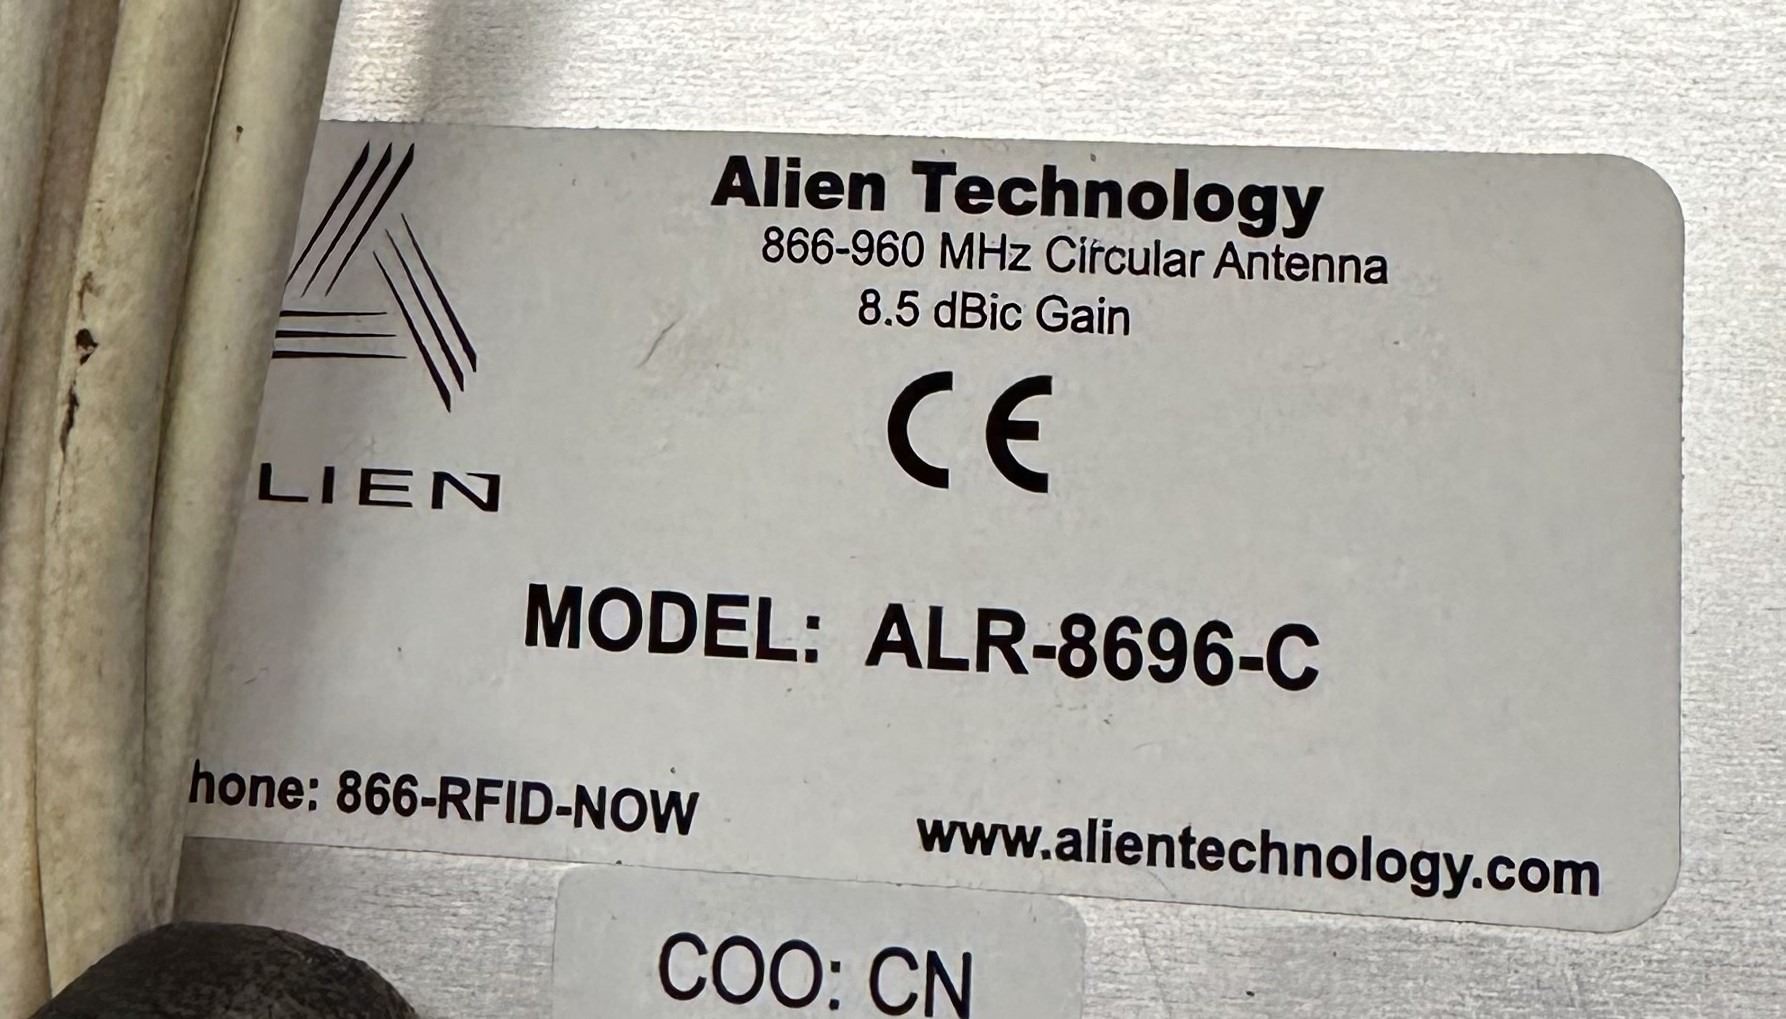 Alien Technology
866-960 MHz Circular Antenna
8.5 dBic Gain
CE
LIEN
MODEL: ALR-8696-C
hone: 866-RFID-NOW
www.alientechnology.com
COO: CN